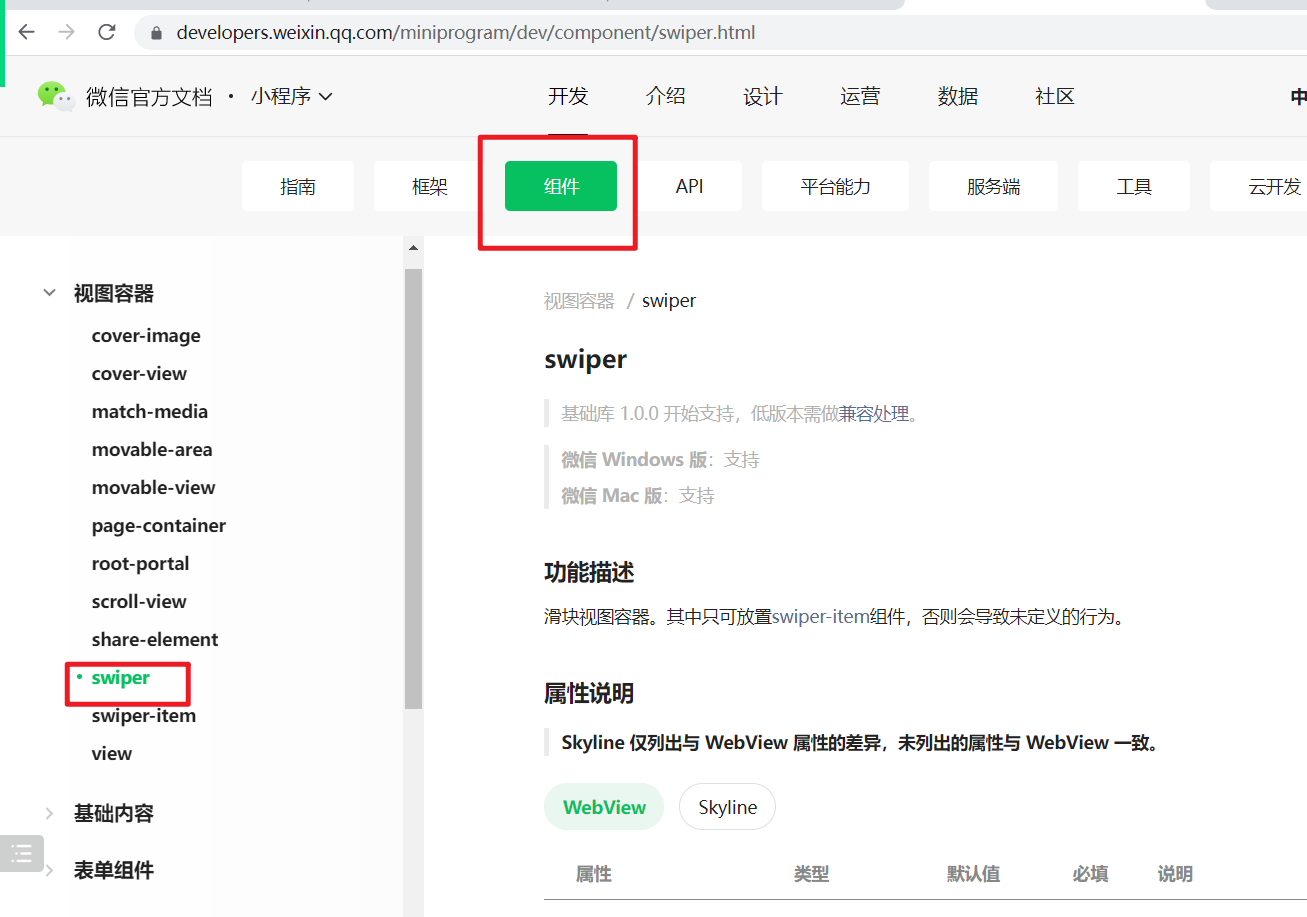 developers.weixin.qq.com/miniprogram/dev/component/swiper.html
微信官方文档 · 小程序
开发 介绍 设计 运营 数据 社区 中
指南 框架 组件 API 平台能力 服务端 工具 云开发
视图容器
cover-image
cover-view
match-media
movable-area
movable-view
page-container
root-portal
scroll-view
share-element
swiper
swiper-item
view
基础内容
表单组件
视图容器 / swiper
swiper
基础库 1.0.0 开始支持，低版本需做兼容处理。
微信 Windows 版：支持
微信 Mac 版：支持
功能描述
滑块视图容器。其中只可放置swiper-item组件，否则会导致未定义的行为。
属性说明
Skyline 仅列出与 WebView 属性的差异，未列出的属性与 WebView 一致。
WebView Skyline
属性 类型 默认值 必填 说明